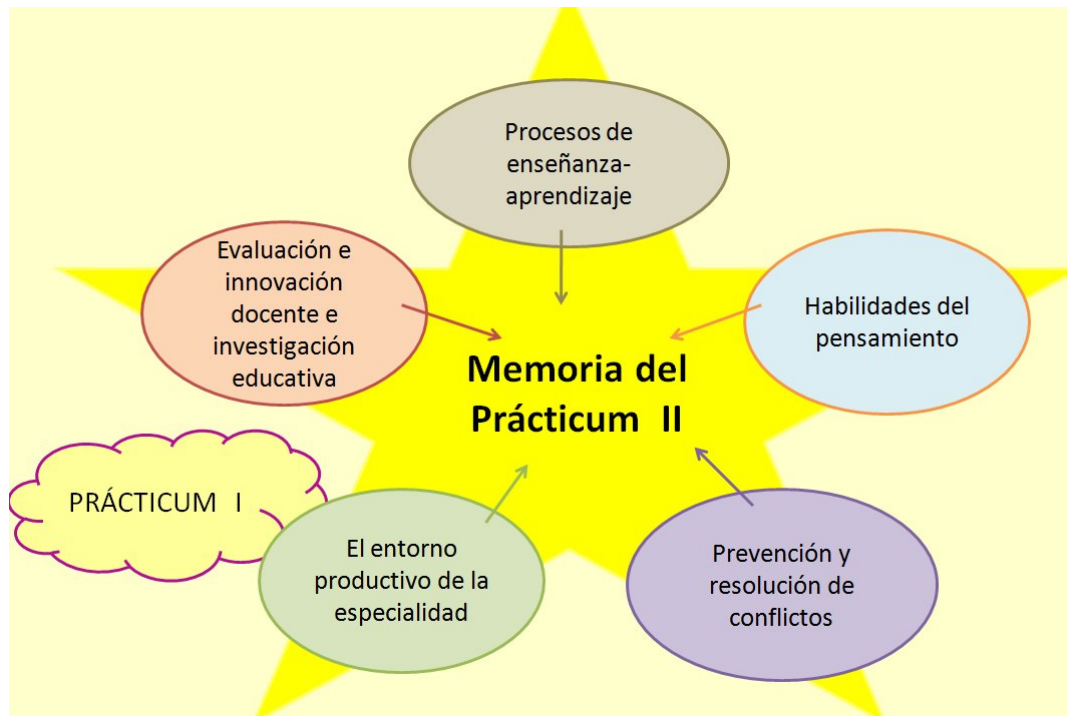 Procesos de
enseñanza-
aprendizaje
Evaluación e
innovación
docente e
investigación
educativa
Habilidades del
pensamiento
Memoria del
Prácticum II
PRÁCTICUM I
El entorno
productivo de la
especialidad
Prevención y
resolución de
conflictos